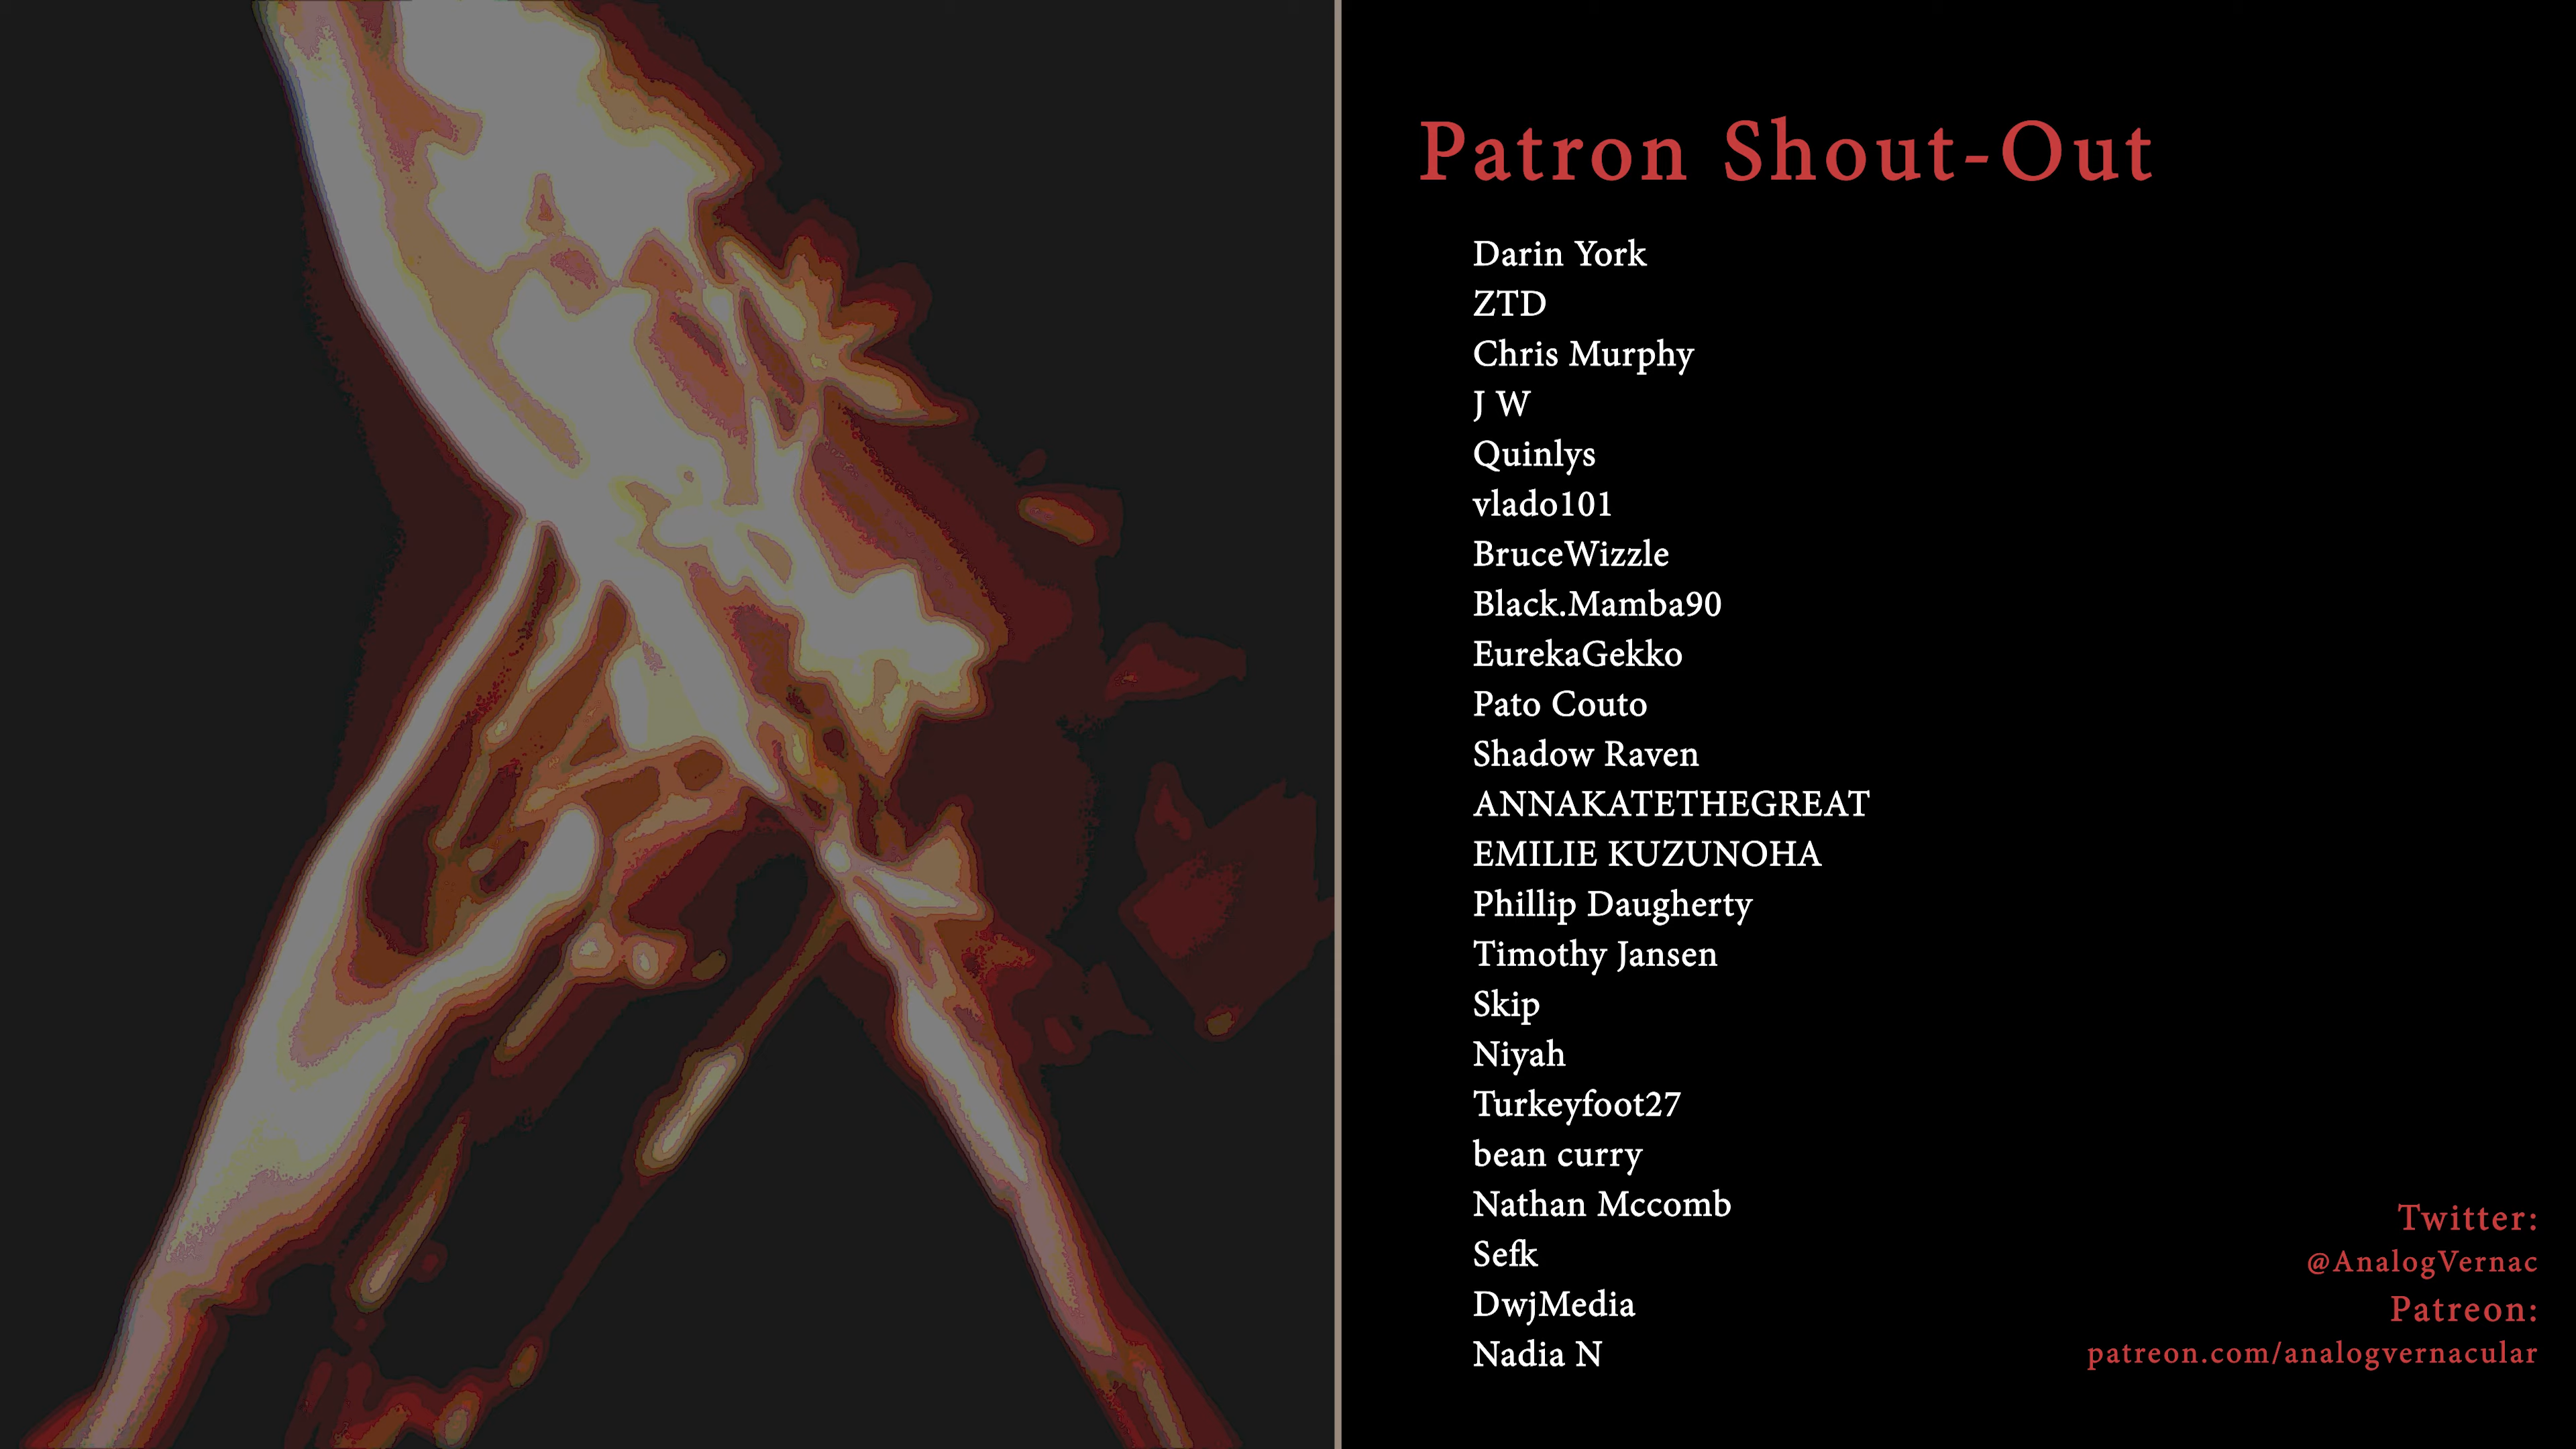 Patron Shout-Out
Darin York
ZTD
Chris Murphy
J W
Quinlys
vlado101
BruceWizzle
Black.Mamba90
EurekaGekko
Pato Couto
Shadow Raven
ANNAKATETHEGREAT
EMILIE KUZUNOHA
Phillip Daugherty
Timothy Jansen
Skip
Niyah
Turkeyfoot27
bean curry
Nathan Mccomb
Sefk
DwjMedia
Nadia N
Twitter:
@AnalogVernac
Patreon:
patreon.com/analogvernacular